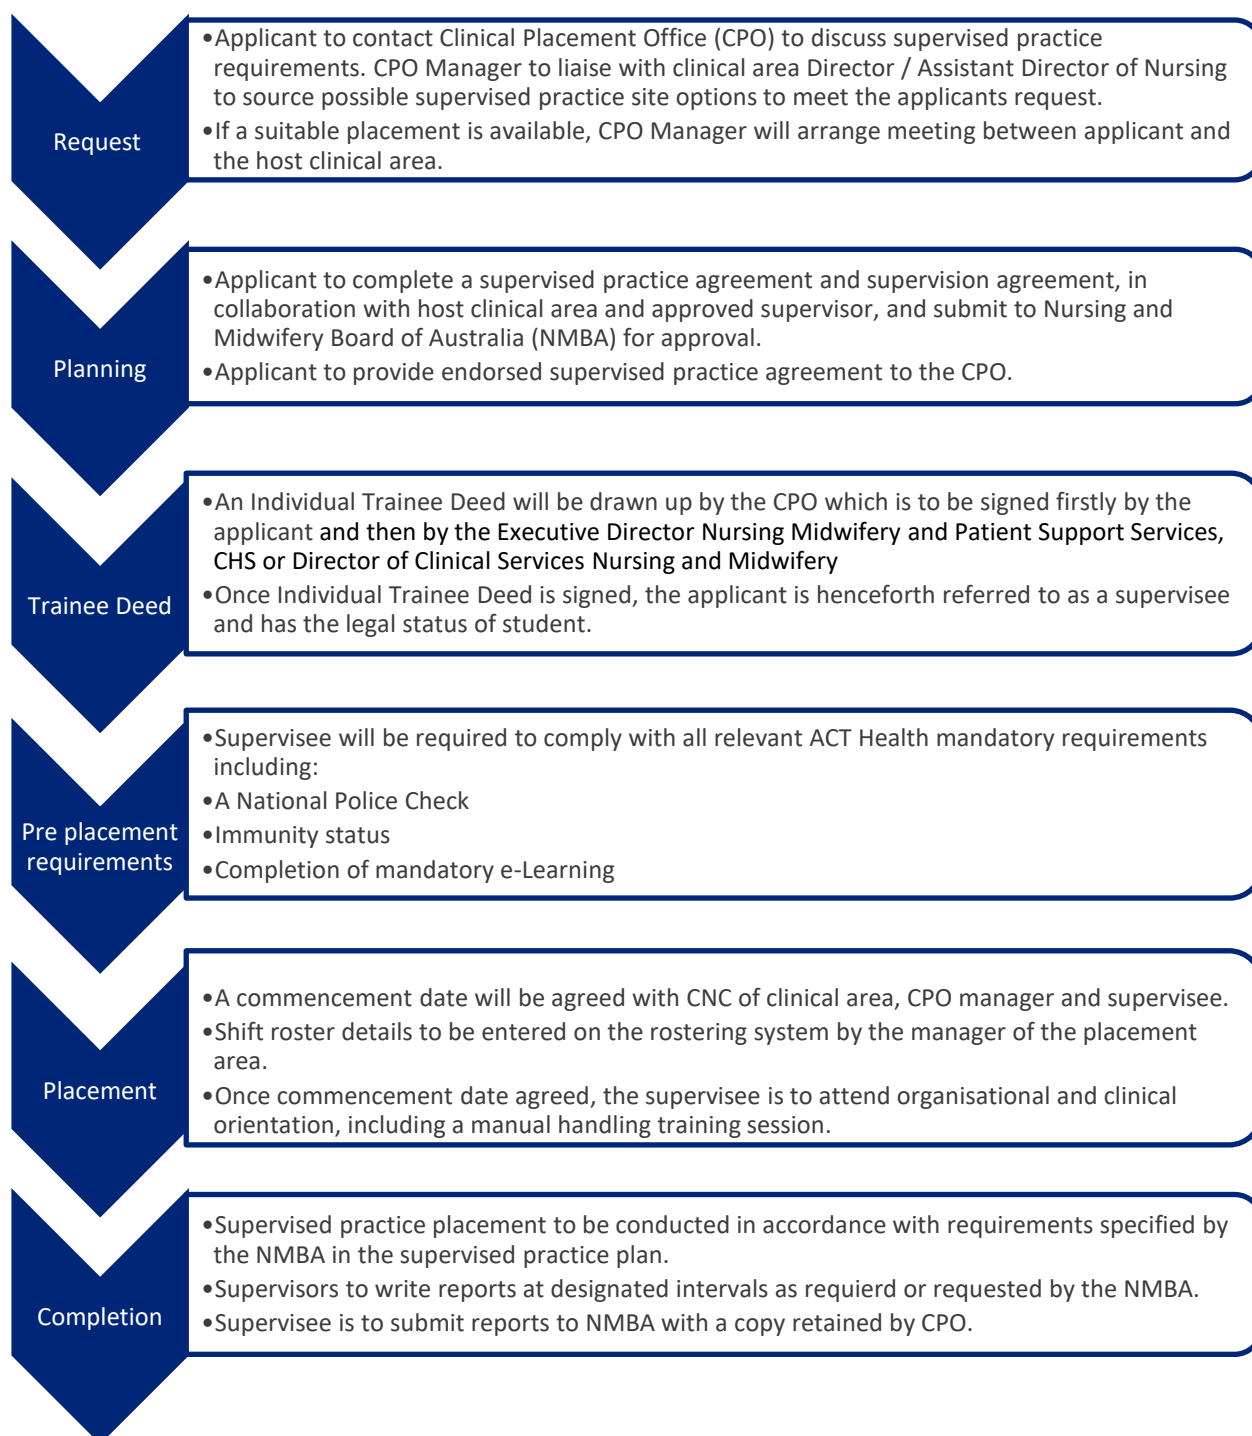 Request
•Applicant to contact Clinical Placement Office (CPO) to discuss supervised practice
requirements. CPO Manager to liaise with clinical area Director / Assistant Director of Nursing
to source possible supervised practice site options to meet the applicants request.
•If a suitable placement is available, CPO Manager will arrange meeting between applicant and
the host clinical area.
Planning
•Applicant to complete a supervised practice agreement and supervision agreement, in
collaboration with host clinical area and approved supervisor, and submit to Nursing and
Midwifery Board of Australia (NMBA) for approval.
•Applicant to provide endorsed supervised practice agreement to the CPO.
Trainee Deed
•An Individual Trainee Deed will be drawn up by the CPO which is to be signed firstly by the
applicant and then by the Executive Director Nursing Midwifery and Patient Support Services,
CHS or Director of Clinical Services Nursing and Midwifery
•Once Individual Trainee Deed is signed, the applicant is henceforth referred to as a supervisee
and has the legal status of student.
Pre placement
requirements
•Supervisee will be required to comply with all relevant ACT Health mandatory requirements
including:
•A National Police Check
•Immunity status
•Completion of mandatory e-Learning
Placement
•A commencement date will be agreed with CNC of clinical area, CPO manager and supervisee.
•Shift roster details to be entered on the rostering system by the manager of the placement
area.
•Once commencement date agreed, the supervisee is to attend organisational and clinical
orientation, including a manual handling training session.
Completion
•Supervised practice placement to be conducted in accordance with requirements specified by
the NMBA in the supervised practice plan.
•Supervisors to write reports at designated intervals as requierd or requested by the NMBA.
•Supervisee is to submit reports to NMBA with a copy retained by CPO.